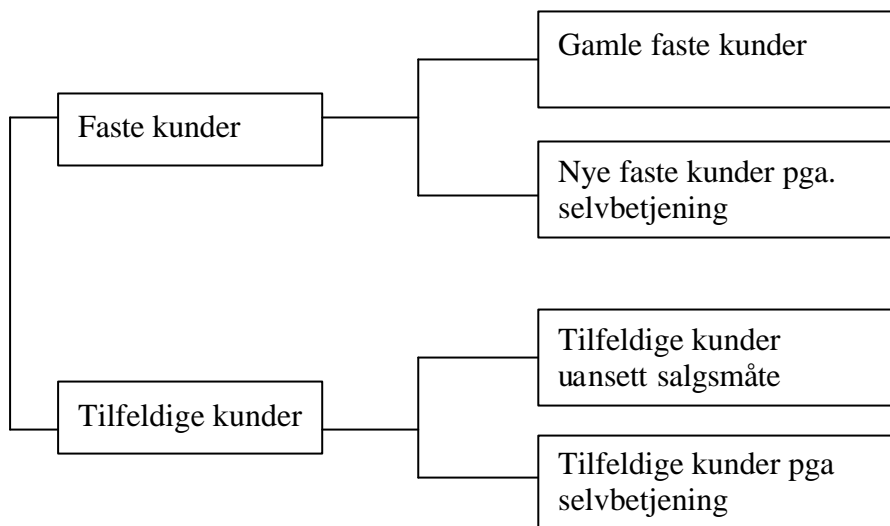 Faste kunder
Gamle faste kunder
Nye faste kunder pga.
selvbetjening
Tilfeldige kunder
Tilfeldige kunder
uansett salgsmåte
Tilfeldige kunder pga
selvbetjening